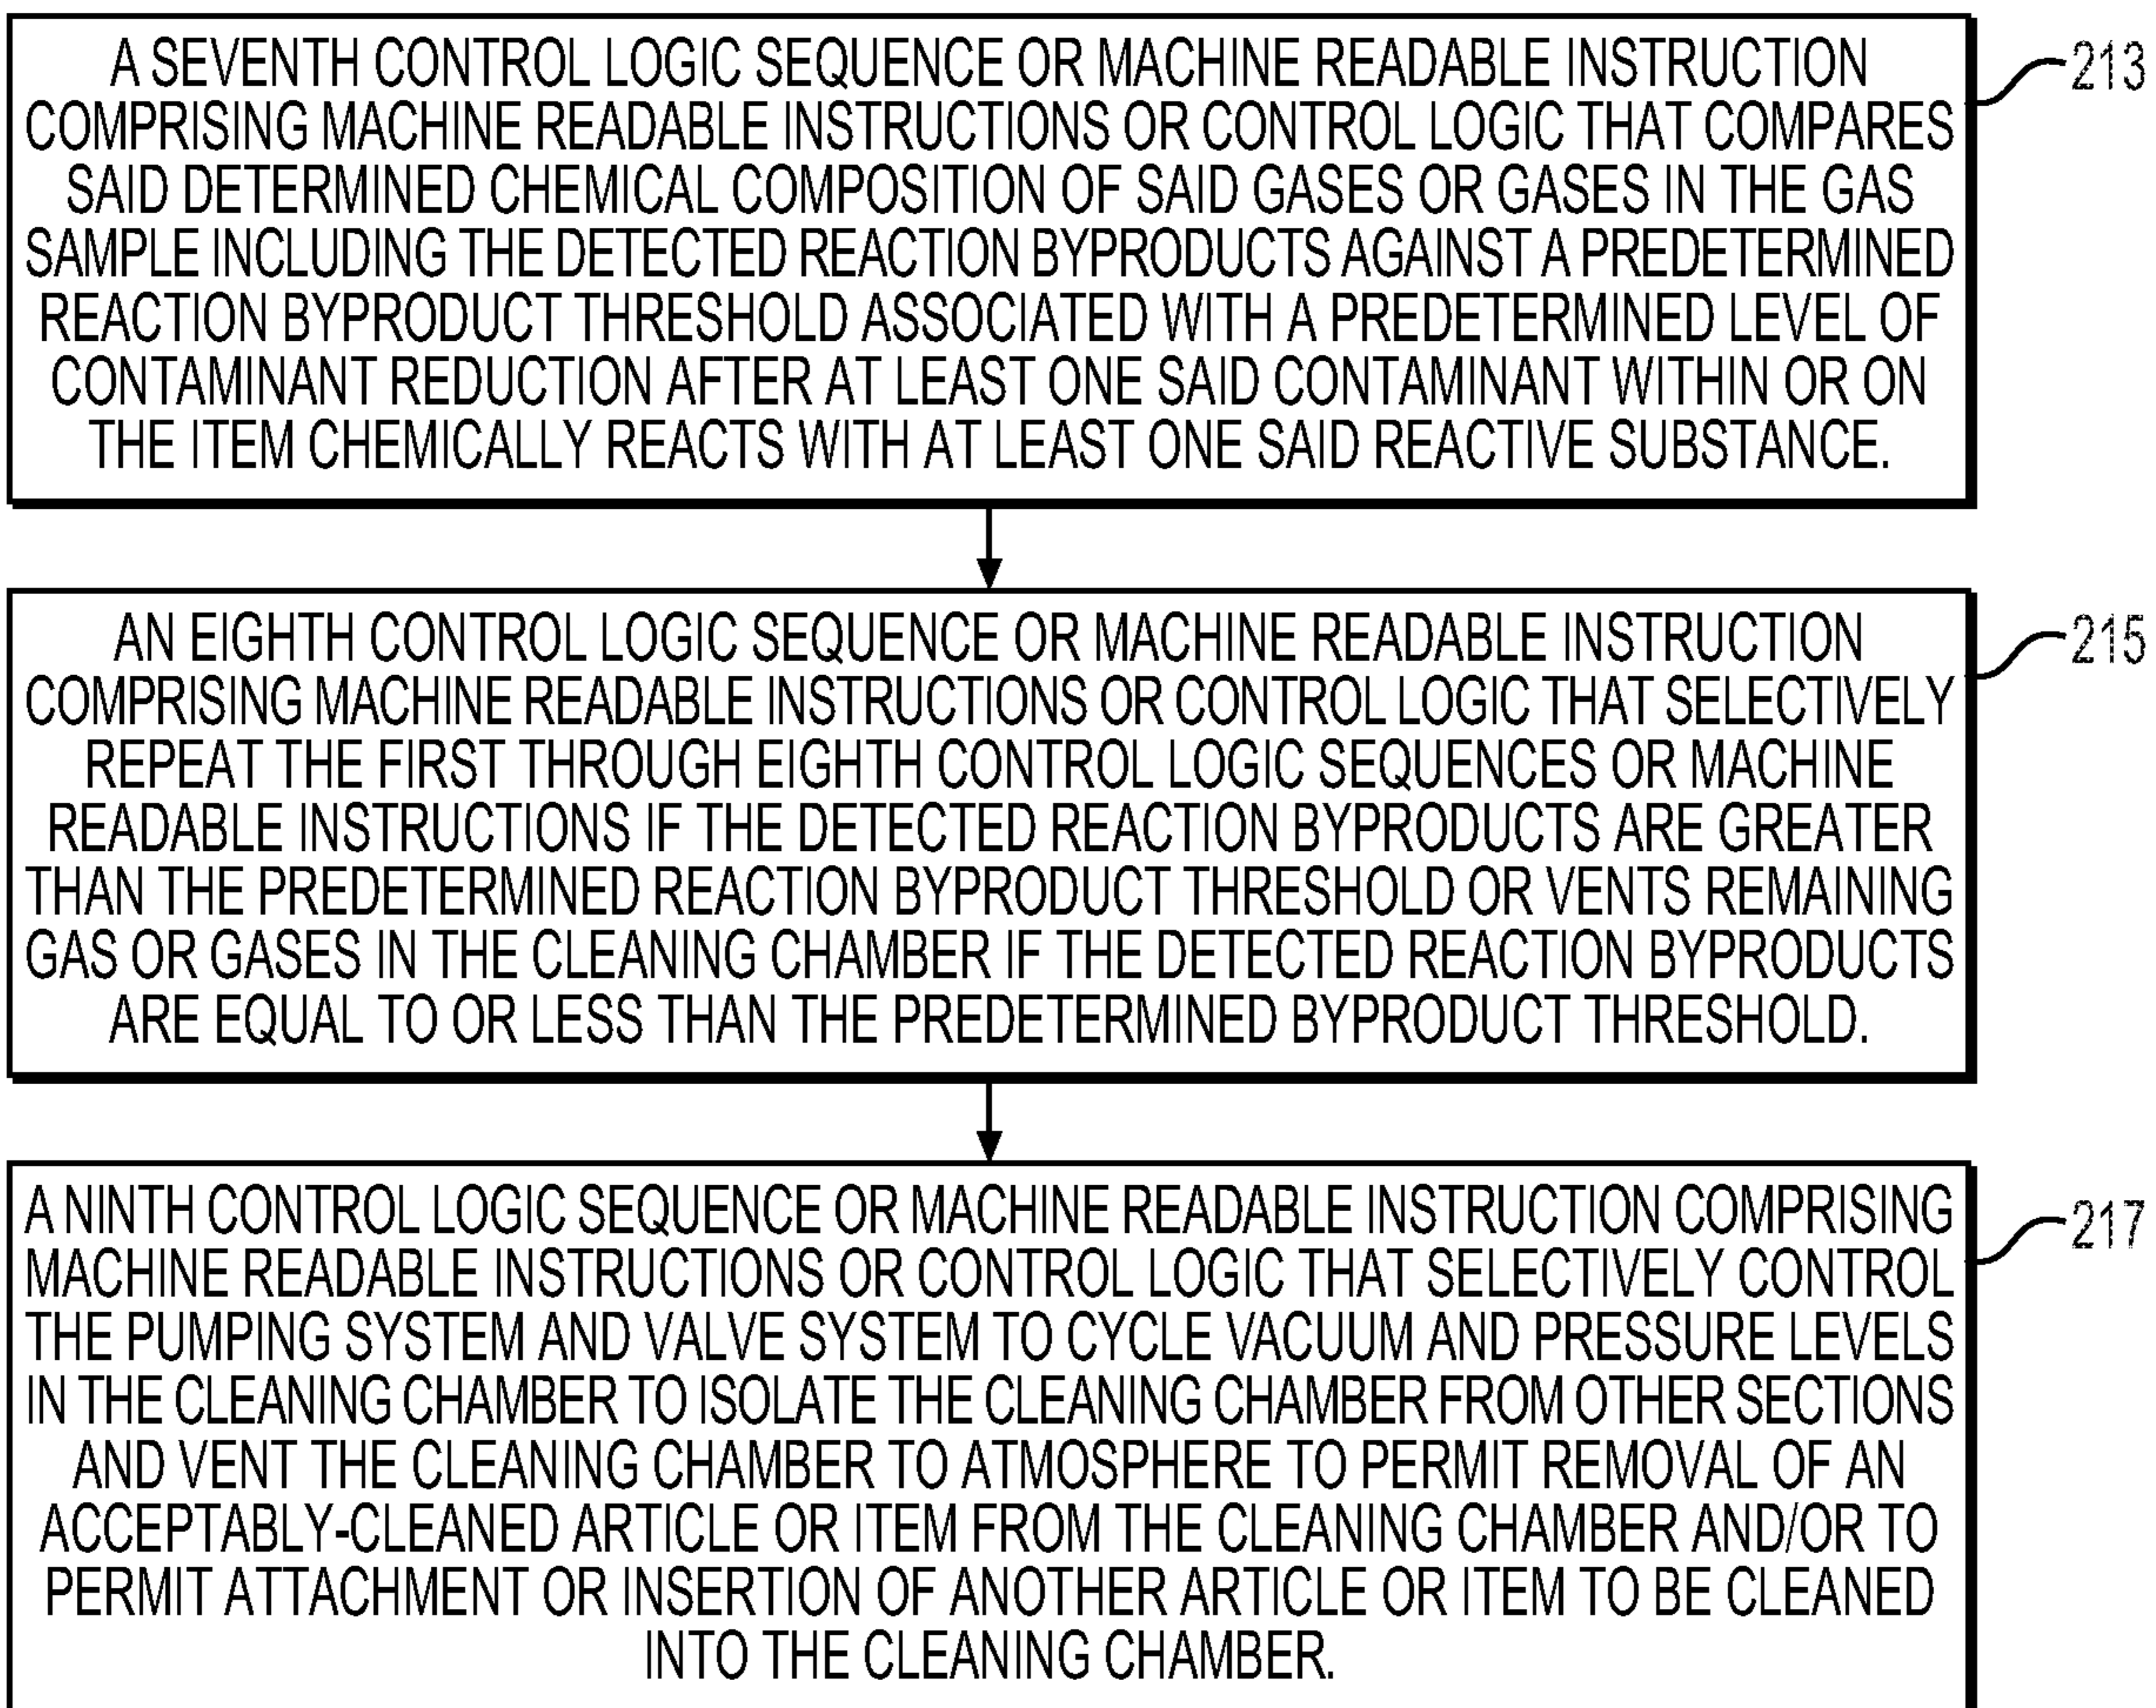 A SEVENTH CONTROL LOGIC SEQUENCE OR MACHINE READABLE INSTRUCTION
COMPRISING MACHINE READABLE INSTRUCTIONS OR CONTROL LOGIC THAT COMPARES
SAID DETERMINED CHEMICAL COMPOSITION OF SAID GASES OR GASES IN THE GAS
SAMPLE INCLUDING THE DETECTED REACTION BYPRODUCTS AGAINST A PREDETERMINED
REACTION BYPRODUCT THRESHOLD ASSOCIATED WITH A PREDETERMINED LEVEL OF
CONTAMINANT REDUCTION AFTER AT LEAST ONE SAID CONTAMINANT WITHIN OR ON
THE ITEM CHEMICALLY REACTS WITH AT LEAST ONE SAID REACTIVE SUBSTANCE.
213
AN EIGHTH CONTROL LOGIC SEQUENCE OR MACHINE READABLE INSTRUCTION
COMPRISING MACHINE READABLE INSTRUCTIONS OR CONTROL LOGIC THAT SELECTIVELY
REPEAT THE FIRST THROUGH EIGHTH CONTROL LOGIC SEQUENCES OR MACHINE
READABLE INSTRUCTIONS IF THE DETECTED REACTION BYPRODUCTS ARE GREATER
THAN THE PREDETERMINED REACTION BYPRODUCT THRESHOLD OR VENTS REMAINING
GAS OR GASES IN THE CLEANING CHAMBER IF THE DETECTED REACTION BYPRODUCTS
ARE EQUAL TO OR LESS THAN THE PREDETERMINED BYPRODUCT THRESHOLD.
215
A NINTH CONTROL LOGIC SEQUENCE OR MACHINE READABLE INSTRUCTION COMPRISING
MACHINE READABLE INSTRUCTIONS OR CONTROL LOGIC THAT SELECTIVELY CONTROL
THE PUMPING SYSTEM AND VALVE SYSTEM TO CYCLE VACUUM AND PRESSURE LEVELS
IN THE CLEANING CHAMBER TO ISOLATE THE CLEANING CHAMBER FROM OTHER SECTIONS
AND VENT THE CLEANING CHAMBER TO ATMOSPHERE TO PERMIT REMOVAL OF AN
ACCEPTABLY-CLEANED ARTICLE OR ITEM FROM THE CLEANING CHAMBER AND/OR TO
PERMIT ATTACHMENT OR INSERTION OF ANOTHER ARTICLE OR ITEM TO BE CLEANED
INTO THE CLEANING CHAMBER.
217